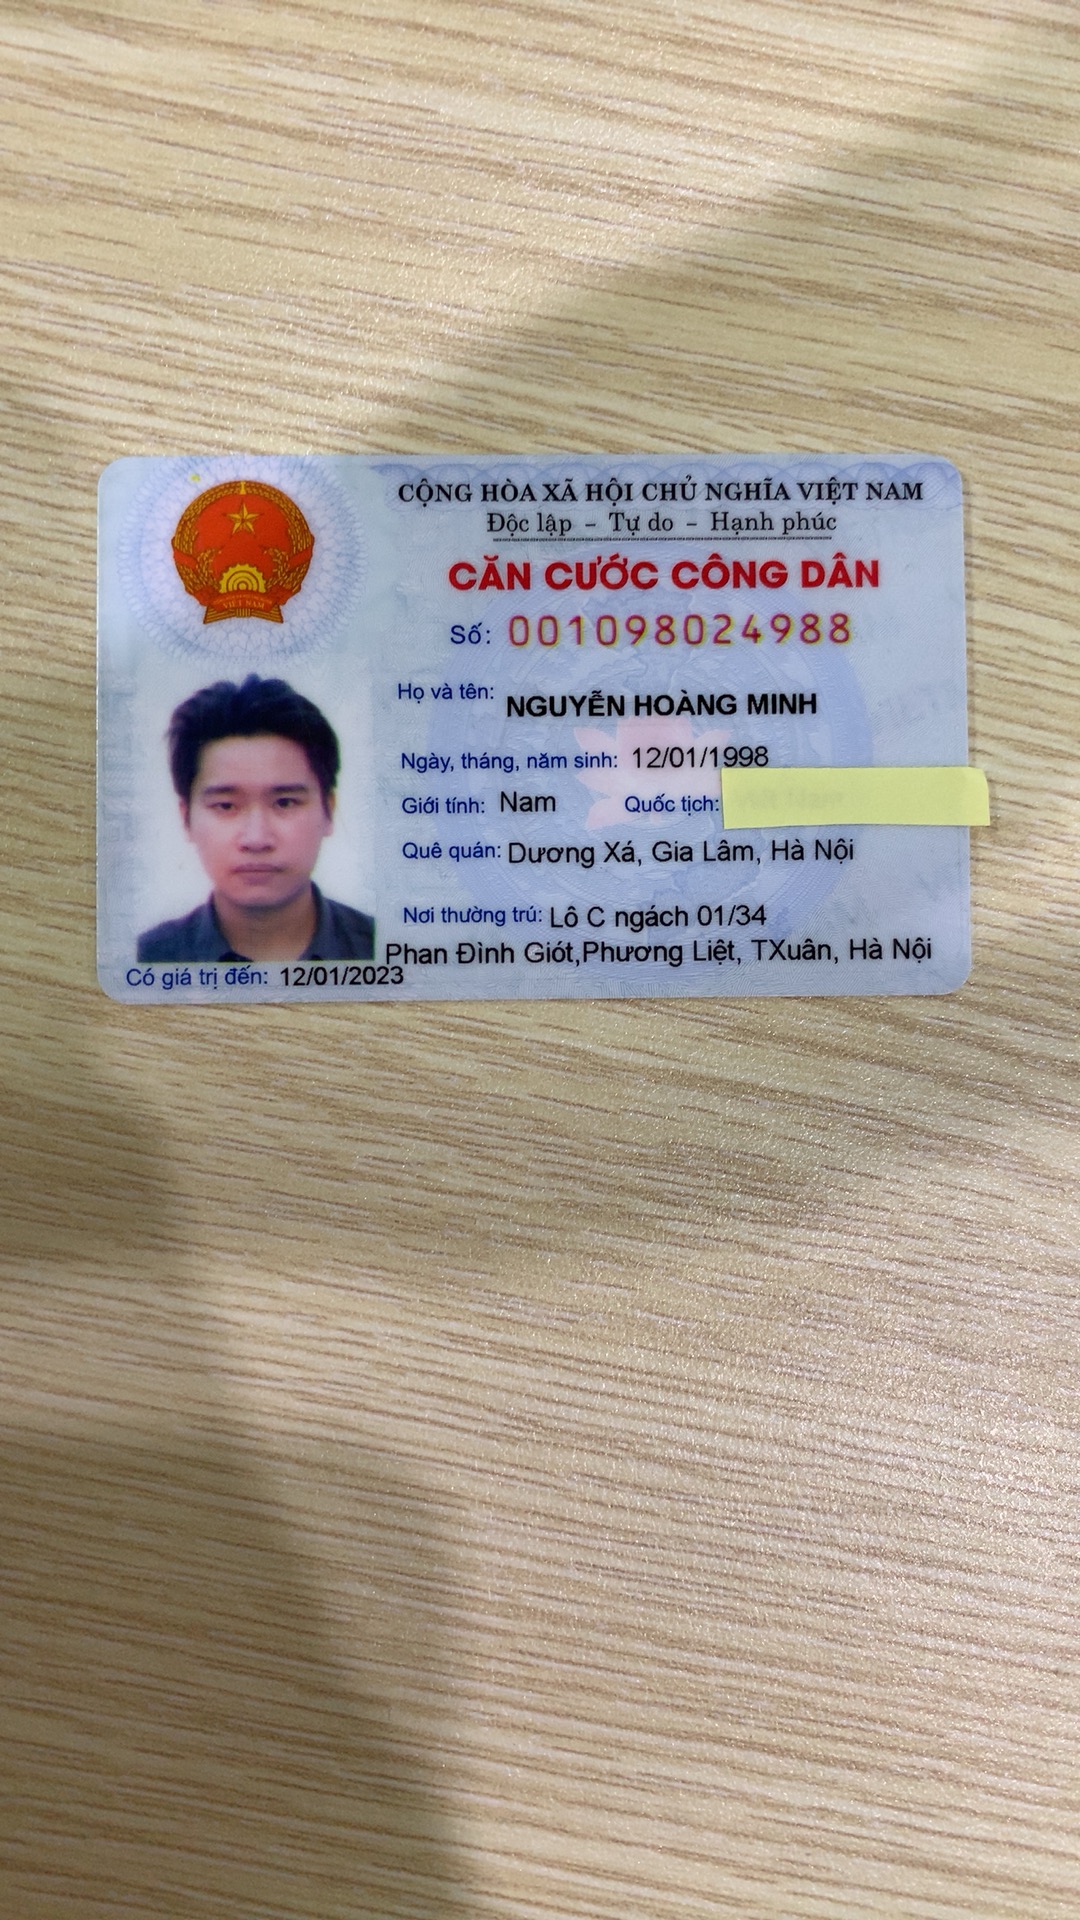 CỘNG HÒA XÃ HỘI CHỦ NGHĨA VIỆT NAM
Độc lập - Tự do - Hạnh phúc
CĂN CƯỚC CÔNG DÂN
Số: 001098024988
Họ và tên: NGUYỄN HOÀNG MINH
Ngày, tháng, năm sinh: 12/01/1998
Giới tính: Nam Quốc tịch:
Quê quán: Dương Xá, Gia Lâm, Hà Nội
Nơi thường trú: Lô C ngách 01/34
Phan Đình Giót,Phương Liệt, TXuân, Hà Nội
Có giá trị đến: 12/01/2023
VIỆT NAM